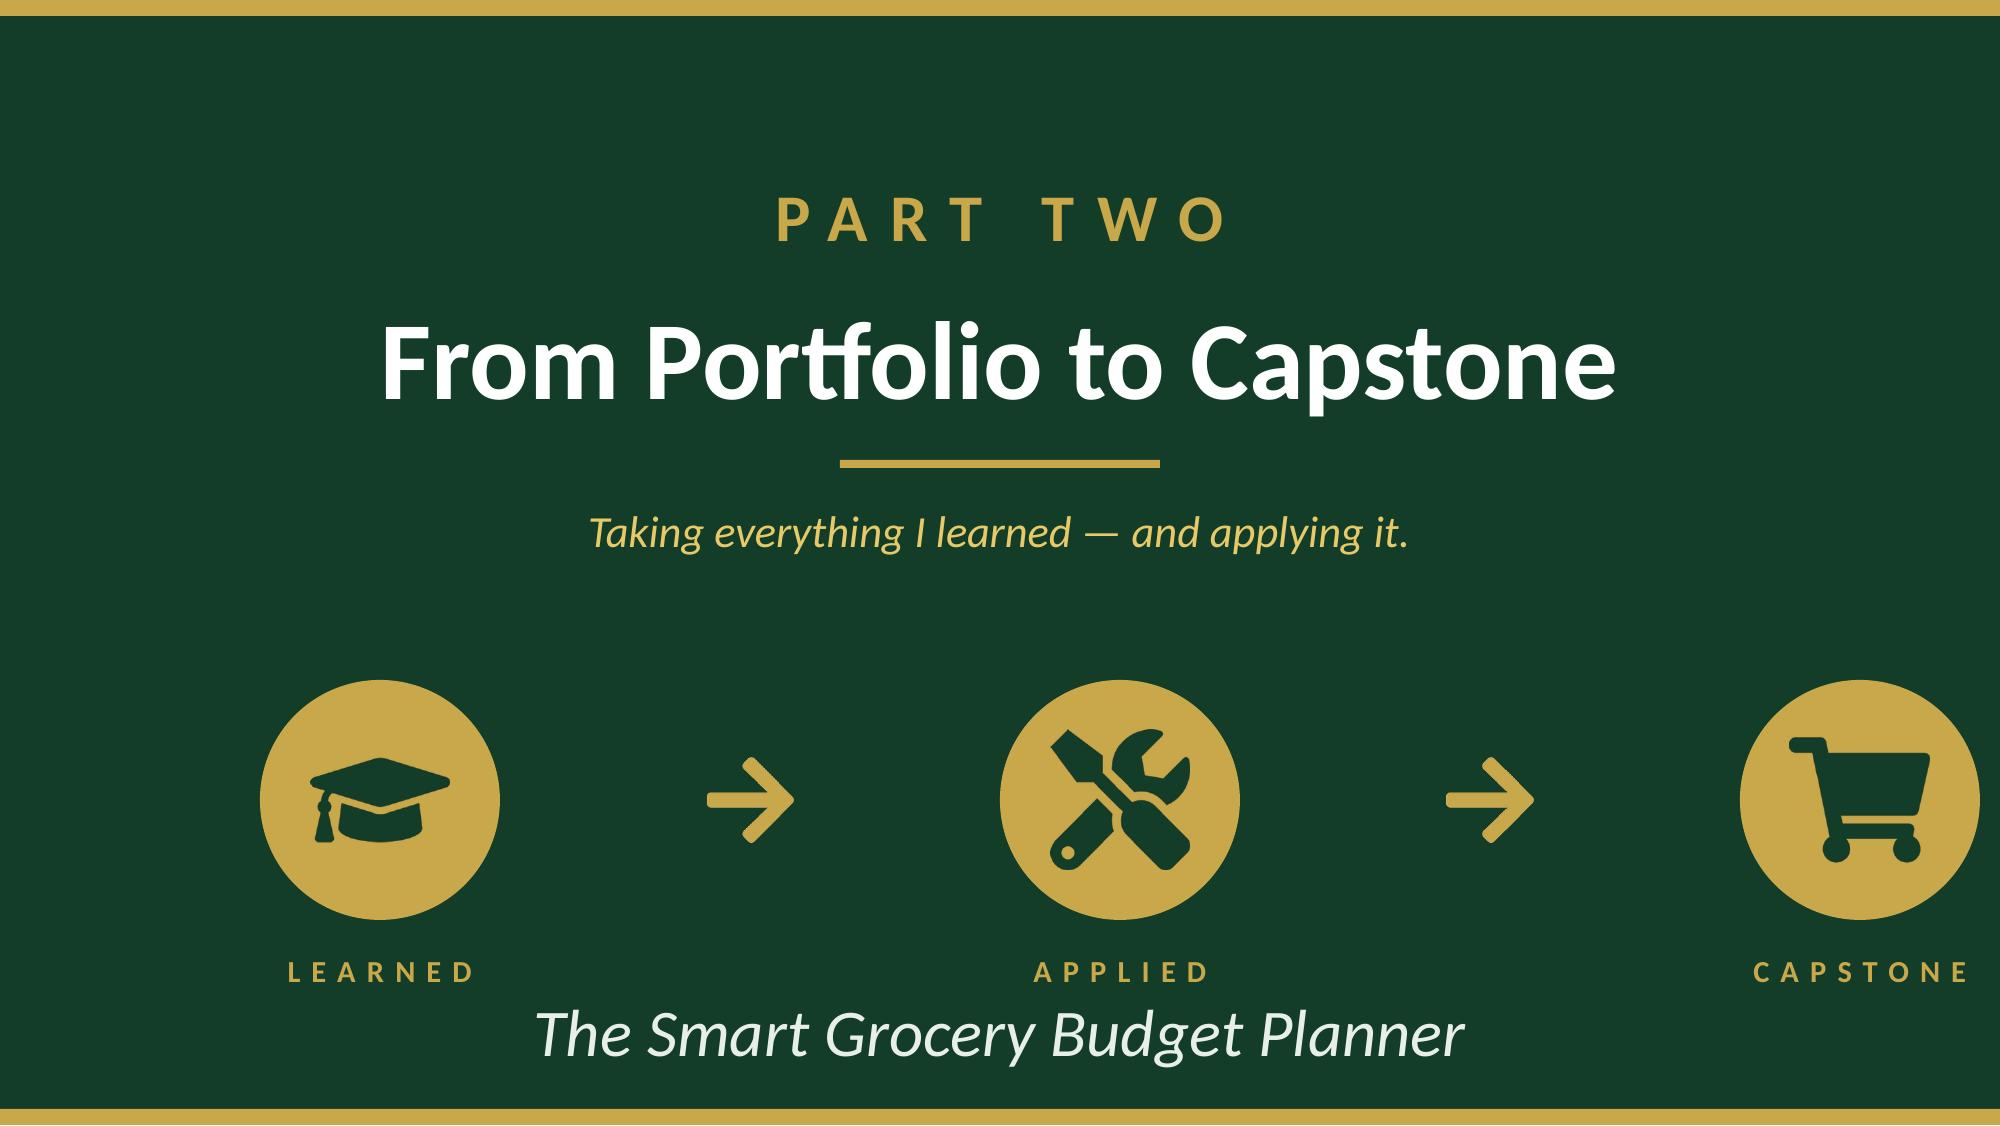 PART TWO
From Portfolio to Capstone
Taking everything I learned — and applying it.
LEARNED
APPLIED
CAPSTONE
The Smart Grocery Budget Planner